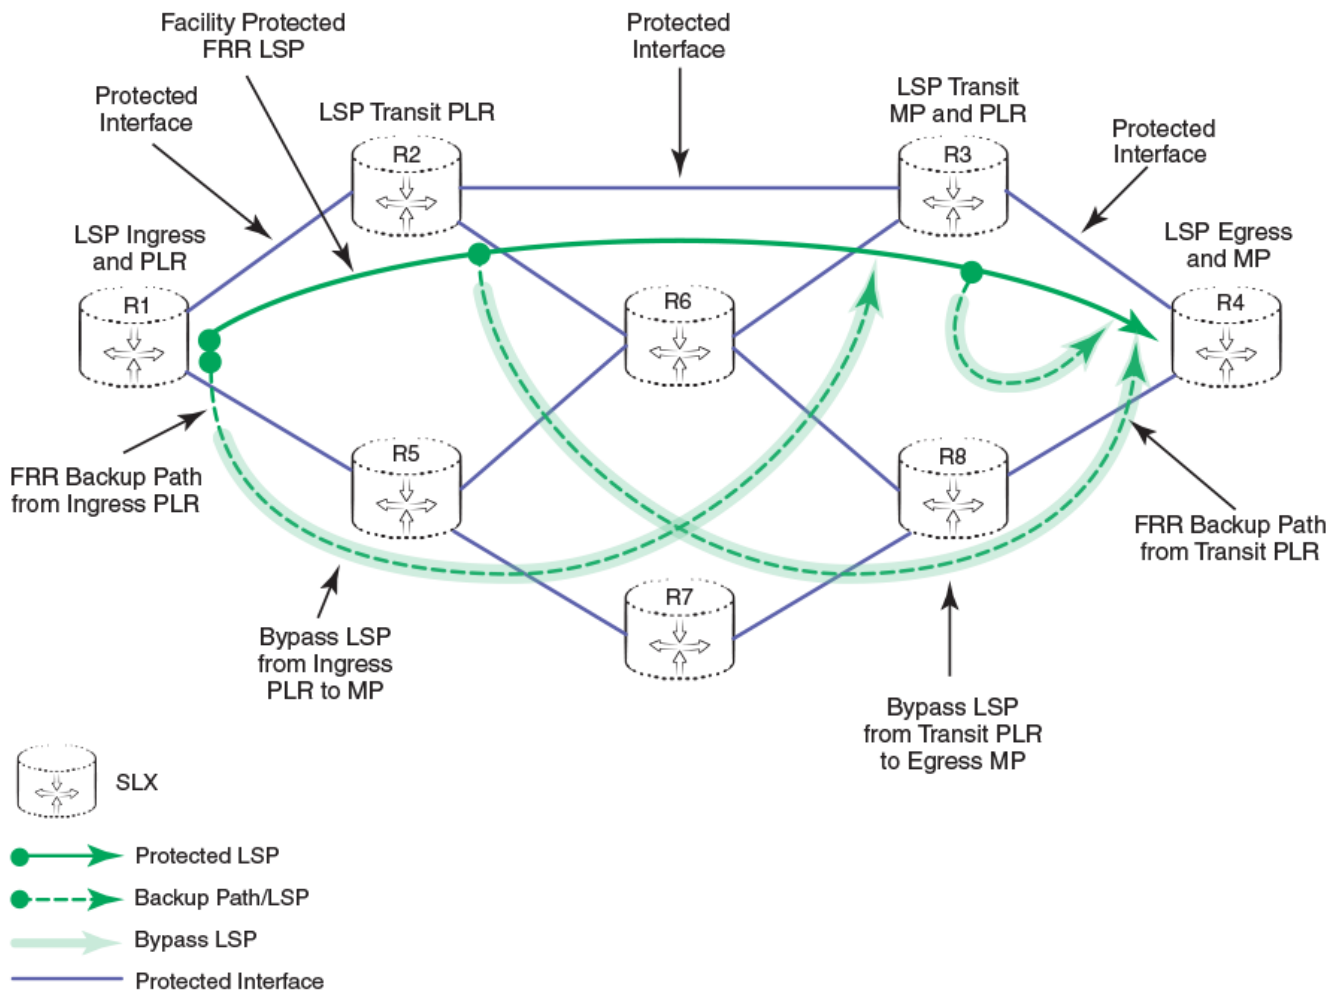 Facility Protected
FRR LSP
Protected
Interface
Protected
Interface
LSP Transit PLR
LSP Transit
MP and PLR
Protected
Interface
R2
R3
LSP Ingress
and PLR
LSP Egress
and MP
R1
R6
R4
R5
R8
FRR Backup Path
from Ingress PLR
FRR Backup Path
from Transit PLR
R7
Bypass LSP
from Ingress
PLR to MP
Bypass LSP
from Transit PLR
to Egress MP
SLX
Protected LSP
Backup Path/LSP
Bypass LSP
Protected Interface